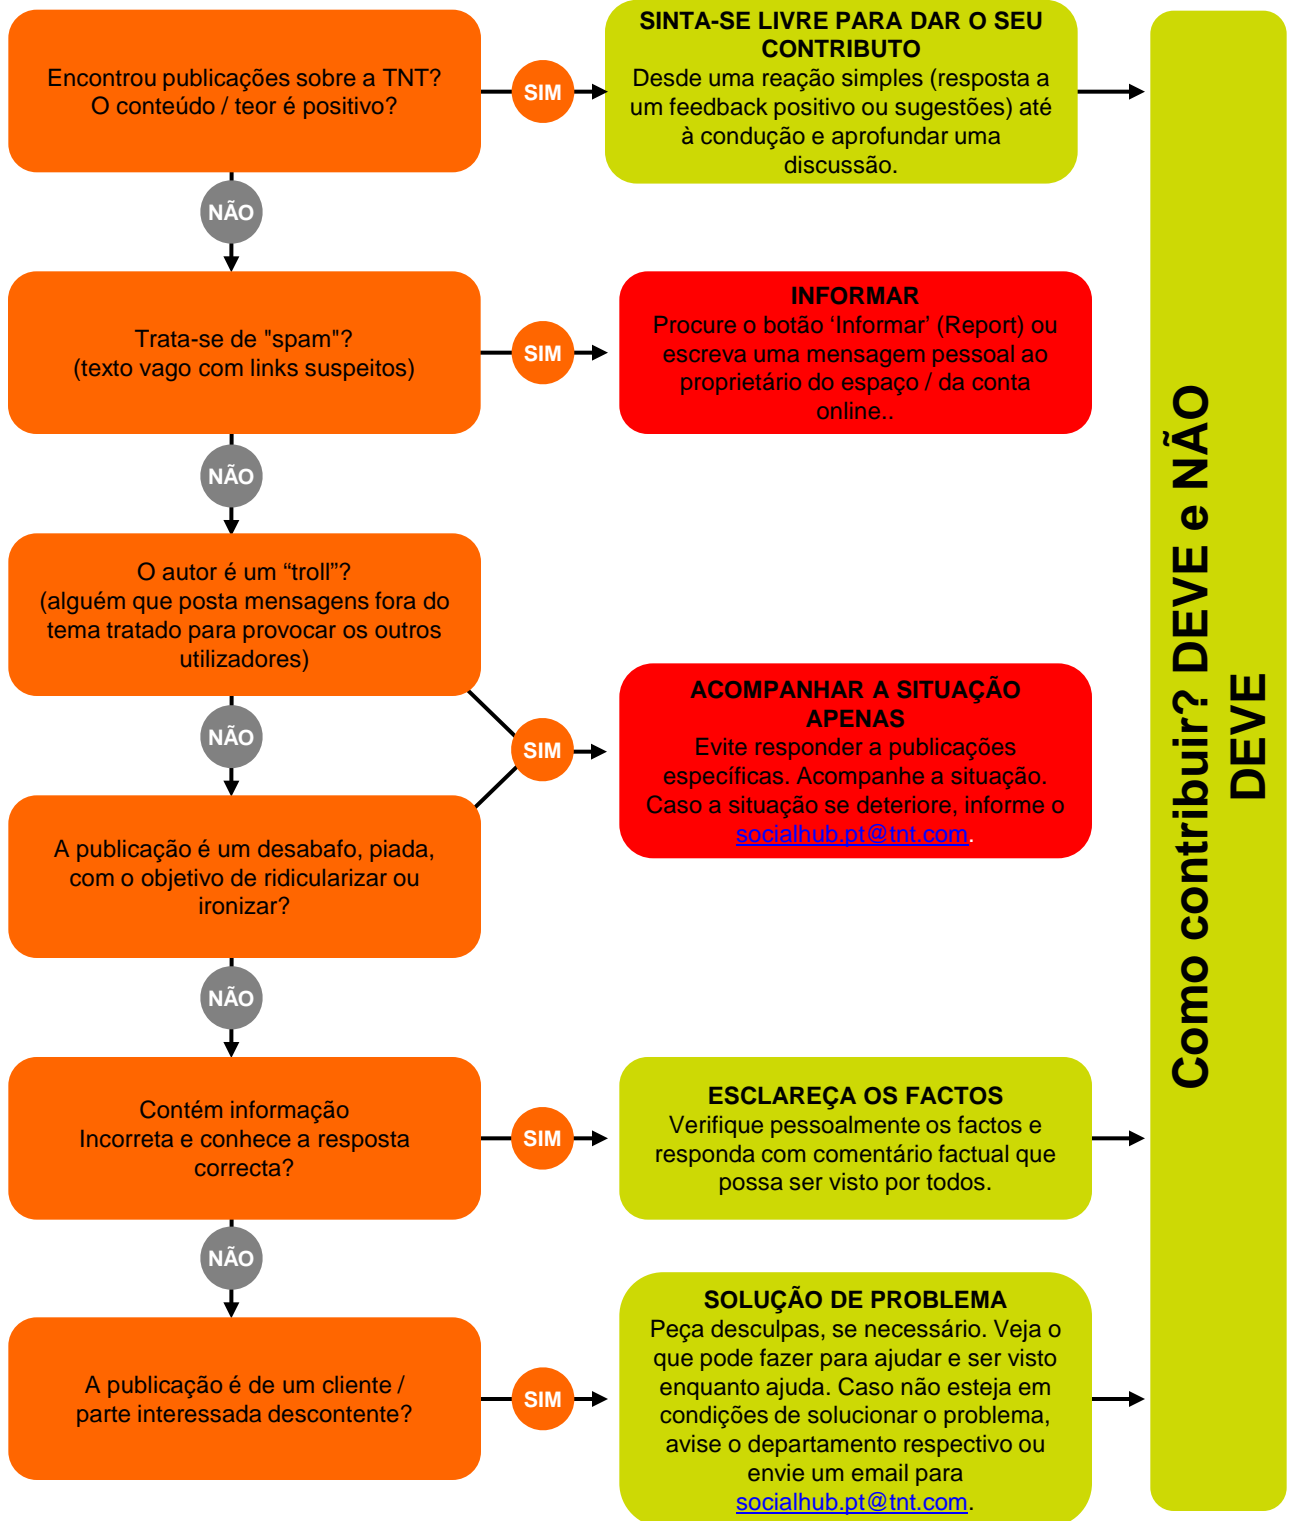 Encontrou publicações sobre a TNT?
O conteúdo / teor é positivo?
SIM
SINTA-SE LIVRE PARA DAR O SEU
CONTRIBUTO
Desde uma reação simples (resposta a
um feedback positivo ou sugestões) até
à condução e aprofundar uma
discussão.
NÃO
Trata-se de "spam"?
(texto vago com links suspeitos)
SIM
INFORMAR
Procure o botão ‘Informar’ (Report) ou
escreva uma mensagem pessoal ao
proprietário do espaço / da conta
online..
NÃO
O autor é um “troll”?
(alguém que posta mensagens fora do
tema tratado para provocar os outros
utilizadores)
NÃO
SIM
ACOMPANHAR A SITUAÇÃO
APENAS
Evite responder a publicações
específicas. Acompanhe a situação.
Caso a situação se deteriore, informe o
socialhub.pt@tnt.com.
A publicação é um desabafo, piada,
com o objetivo de ridicularizar ou
ironizar?
NÃO
Contém informação
Incorreta e conhece a resposta
correcta?
SIM
ESCLAREÇA OS FACTOS
Verifique pessoalmente os factos e
responda com comentário factual que
possa ser visto por todos.
NÃO
A publicação é de um cliente /
parte interessada descontente?
SIM
SOLUÇÃO DE PROBLEMA
Peça desculpas, se necessário. Veja o
que pode fazer para ajudar e ser visto
enquanto ajuda. Caso não esteja em
condições de solucionar o problema,
avise o departamento respectivo ou
envie um email para
socialhub.pt@tnt.com.
Como contribuir? DEVE e NÃO
DEVE